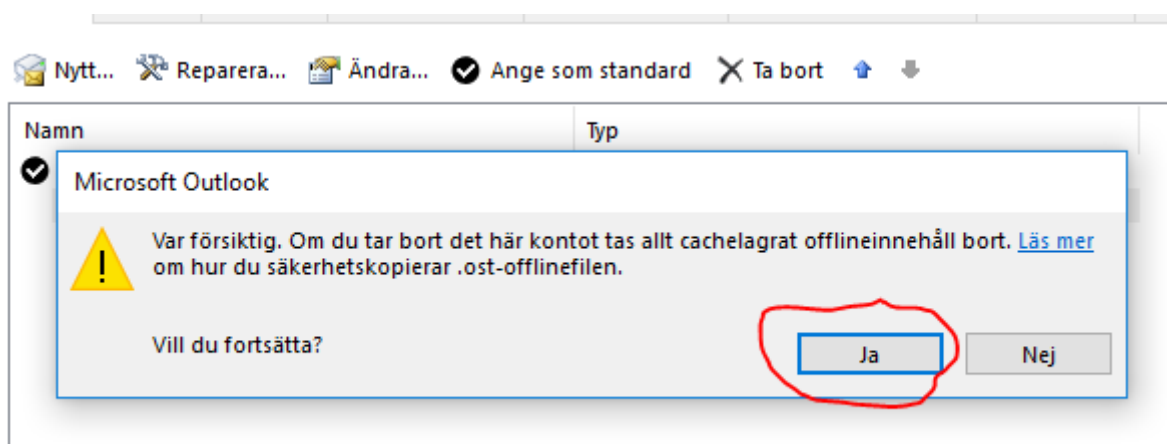 Nytt... Reparera... Ändra... Ange som standard Ta bort
Namn Typ
Microsoft Outlook
Var försiktig. Om du tar bort det här kontot tas allt cachelagrat offlineinnehåll bort. Läs mer
om hur du säkerhetskopierar .ost-offlinefilen.
Vill du fortsätta?
Ja Nej